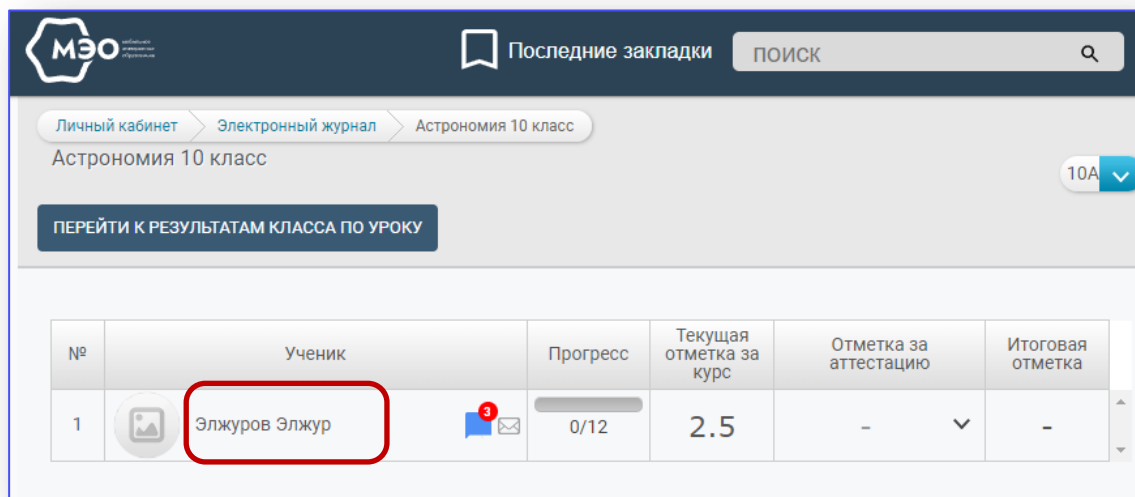 МЭО
Последние закладки
ПОИСК
Личный кабинет Электронный журнал Астрономия 10 класс
Астрономия 10 класс
10А
ПЕРЕЙТИ К РЕЗУЛЬТАТАМ КЛАССА ПО УРОКУ
№ Ученик Прогресс Текущая отметка за курс Отметка за аттестацию Итоговая отметка
1 Элжуров Элжур 3 0/12 2.5 - -